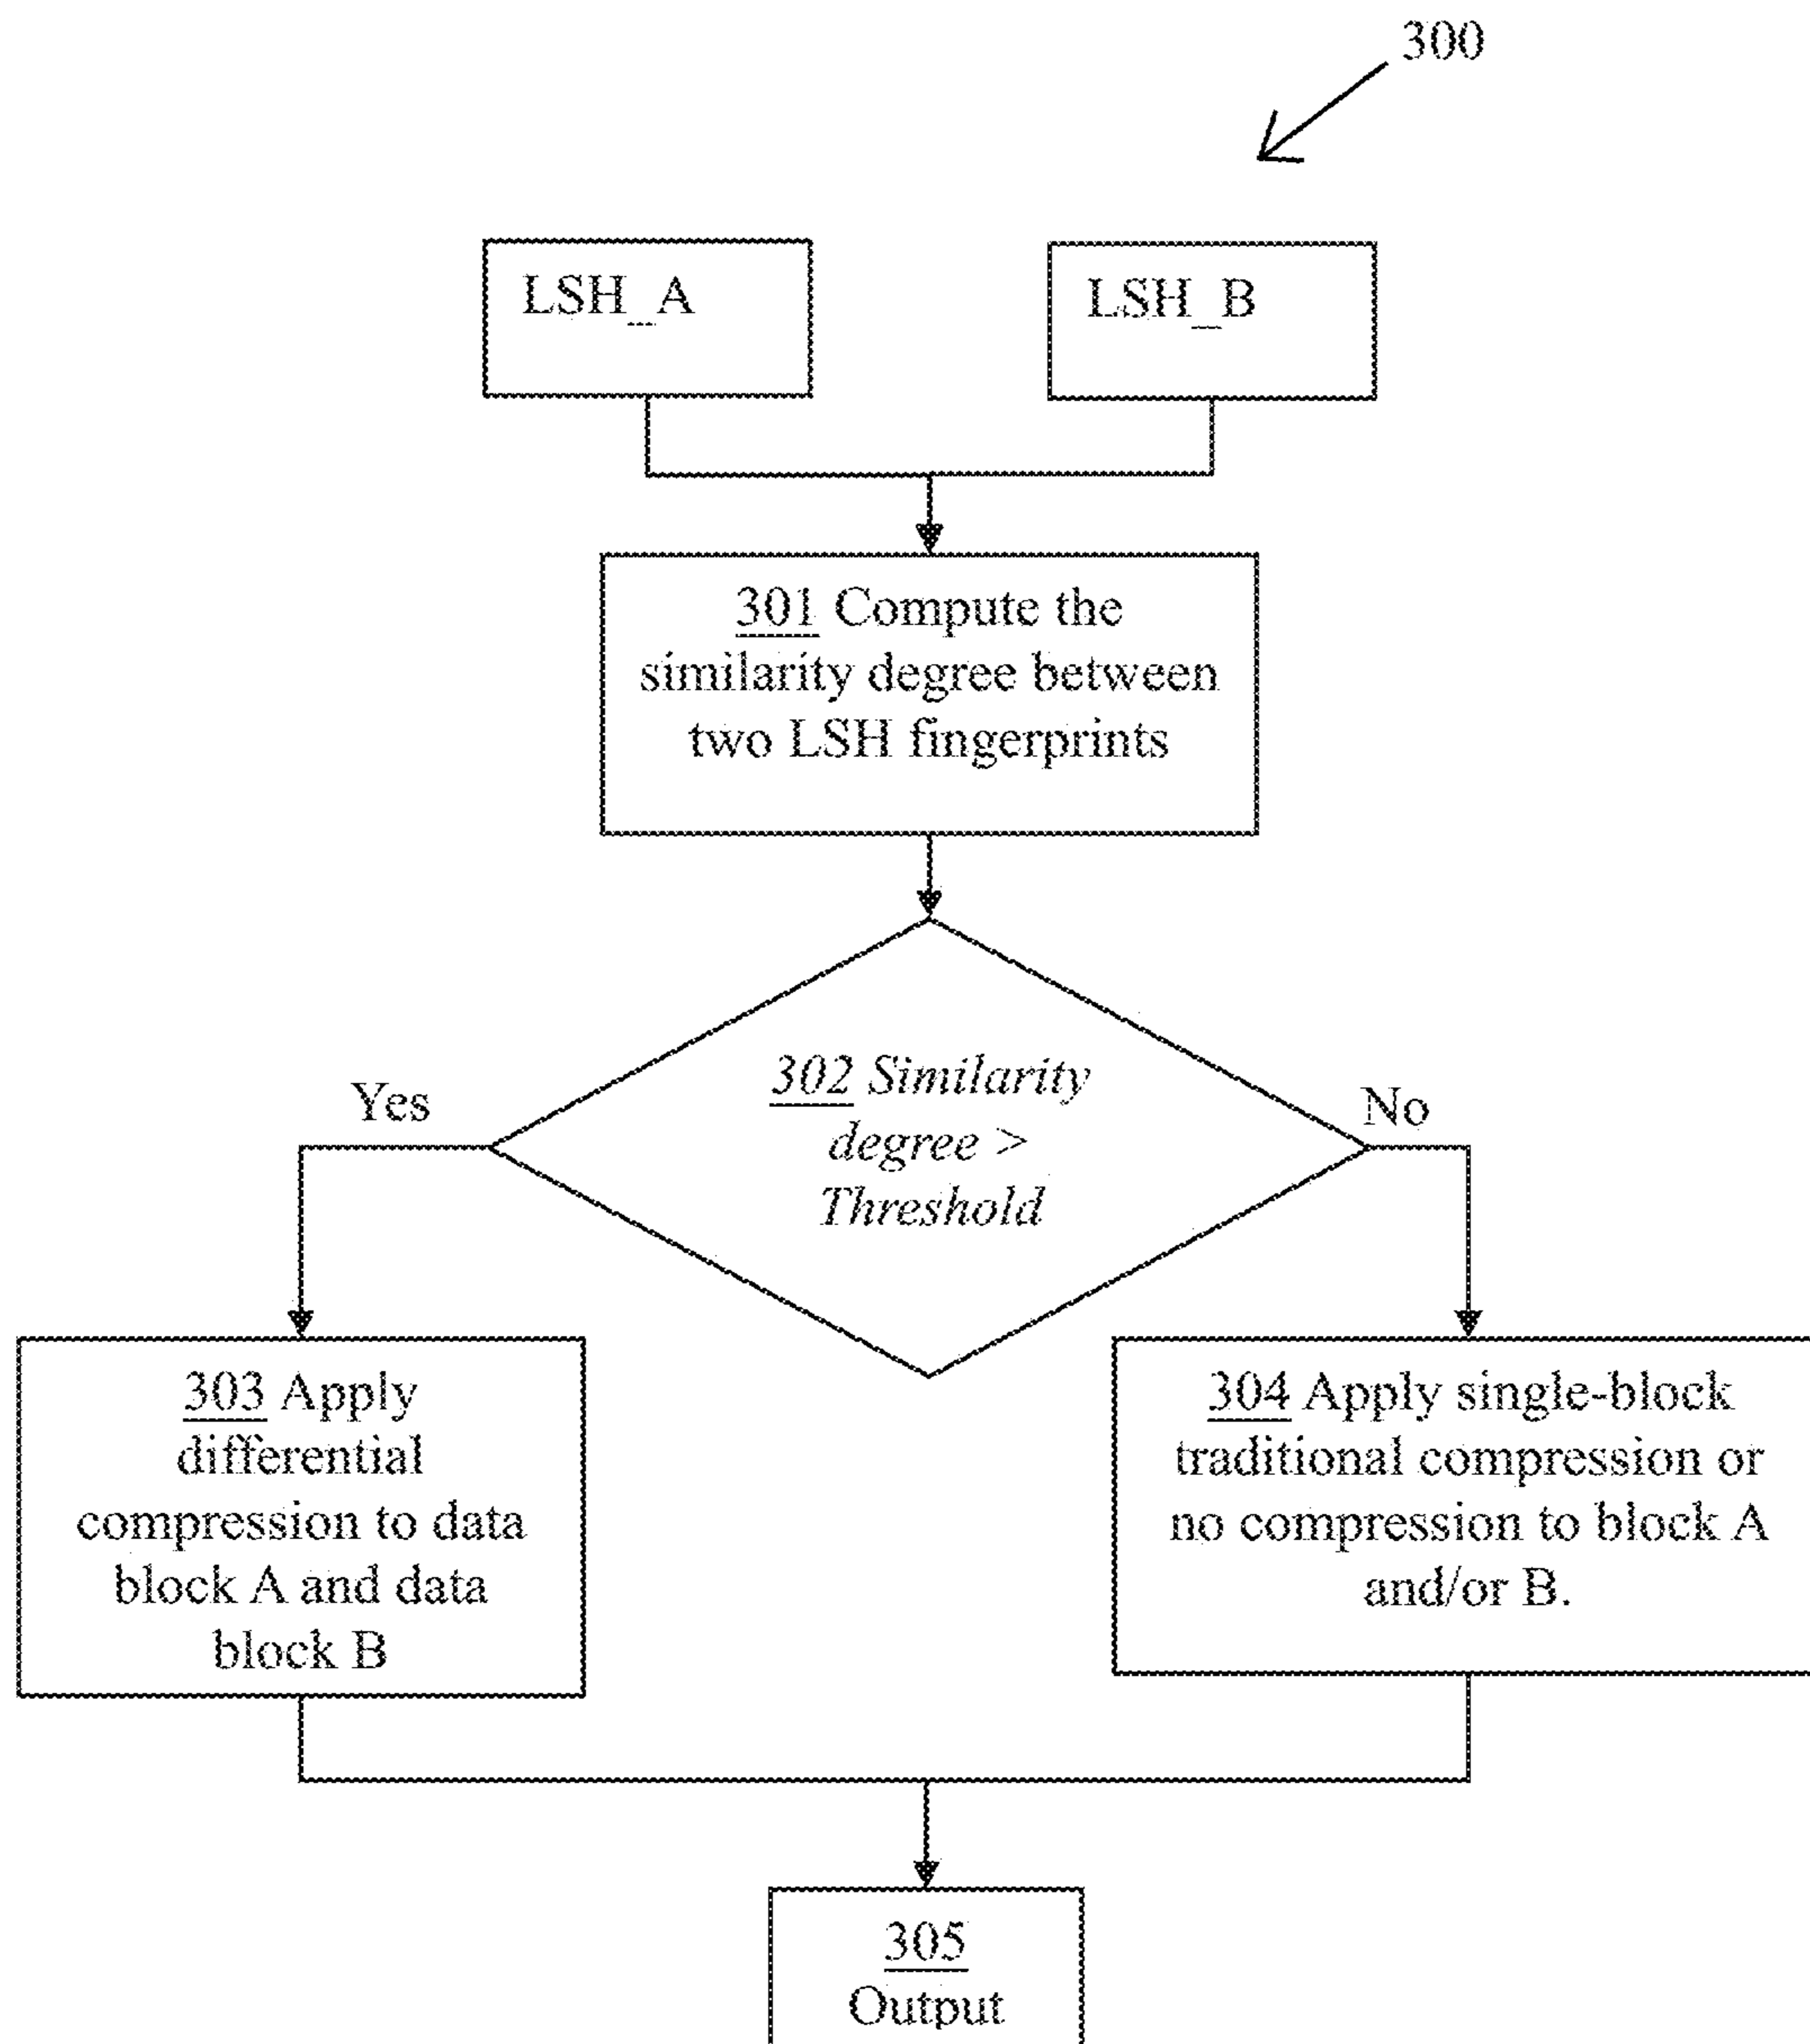 300
LSH_A
LSH_B
301 Compute the
similarity degree between
two LSH fingerprints
302 Similarity
degree >
Threshold
Yes
No
303 Apply
differential
compression to data
block A and data
block B
304 Apply single-block
traditional compression or
no compression to block A
and/or B.
305
Output